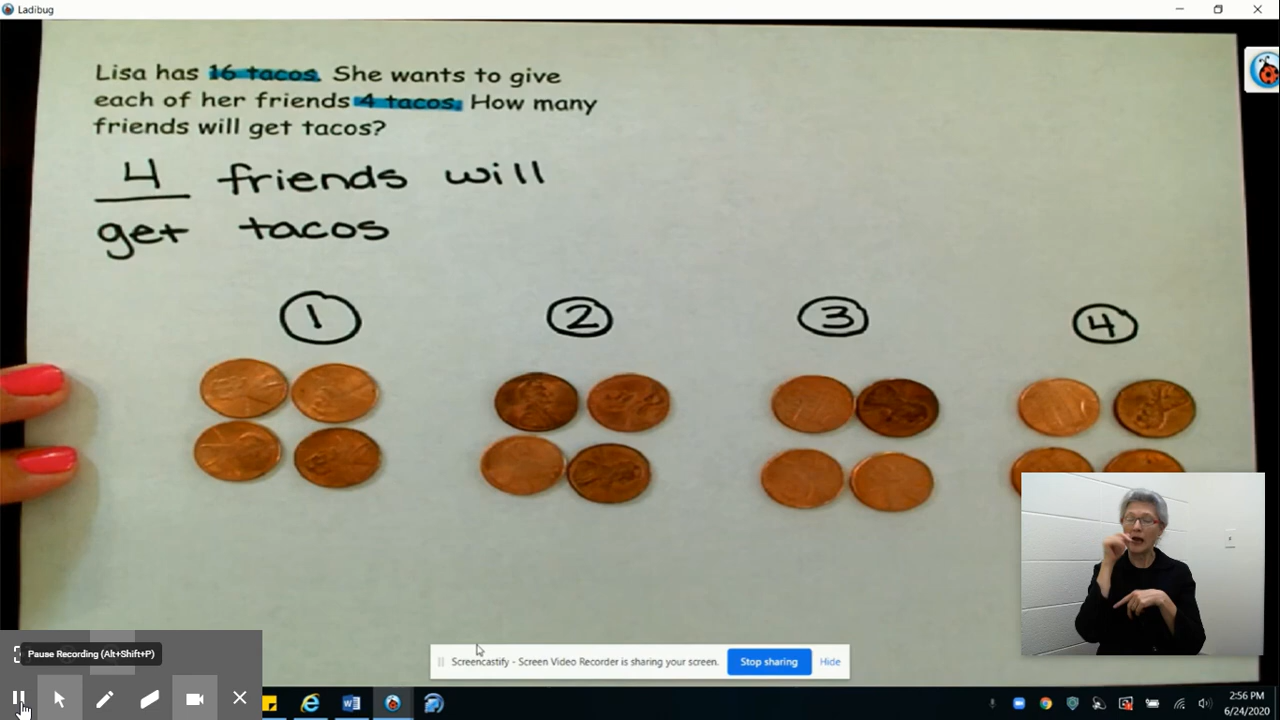 Ladibug
Lisa has 16 tacos. She wants to give
each of her friends 4 tacos. How many
friends will get tacos?
4 friends will
get tacos
1 2 3 4
Pause Recording (Alt+Shift+P)
Screencastify - Screen Video Recorder is sharing your screen. Stop sharing Hide
2:56 PM
6/24/2020